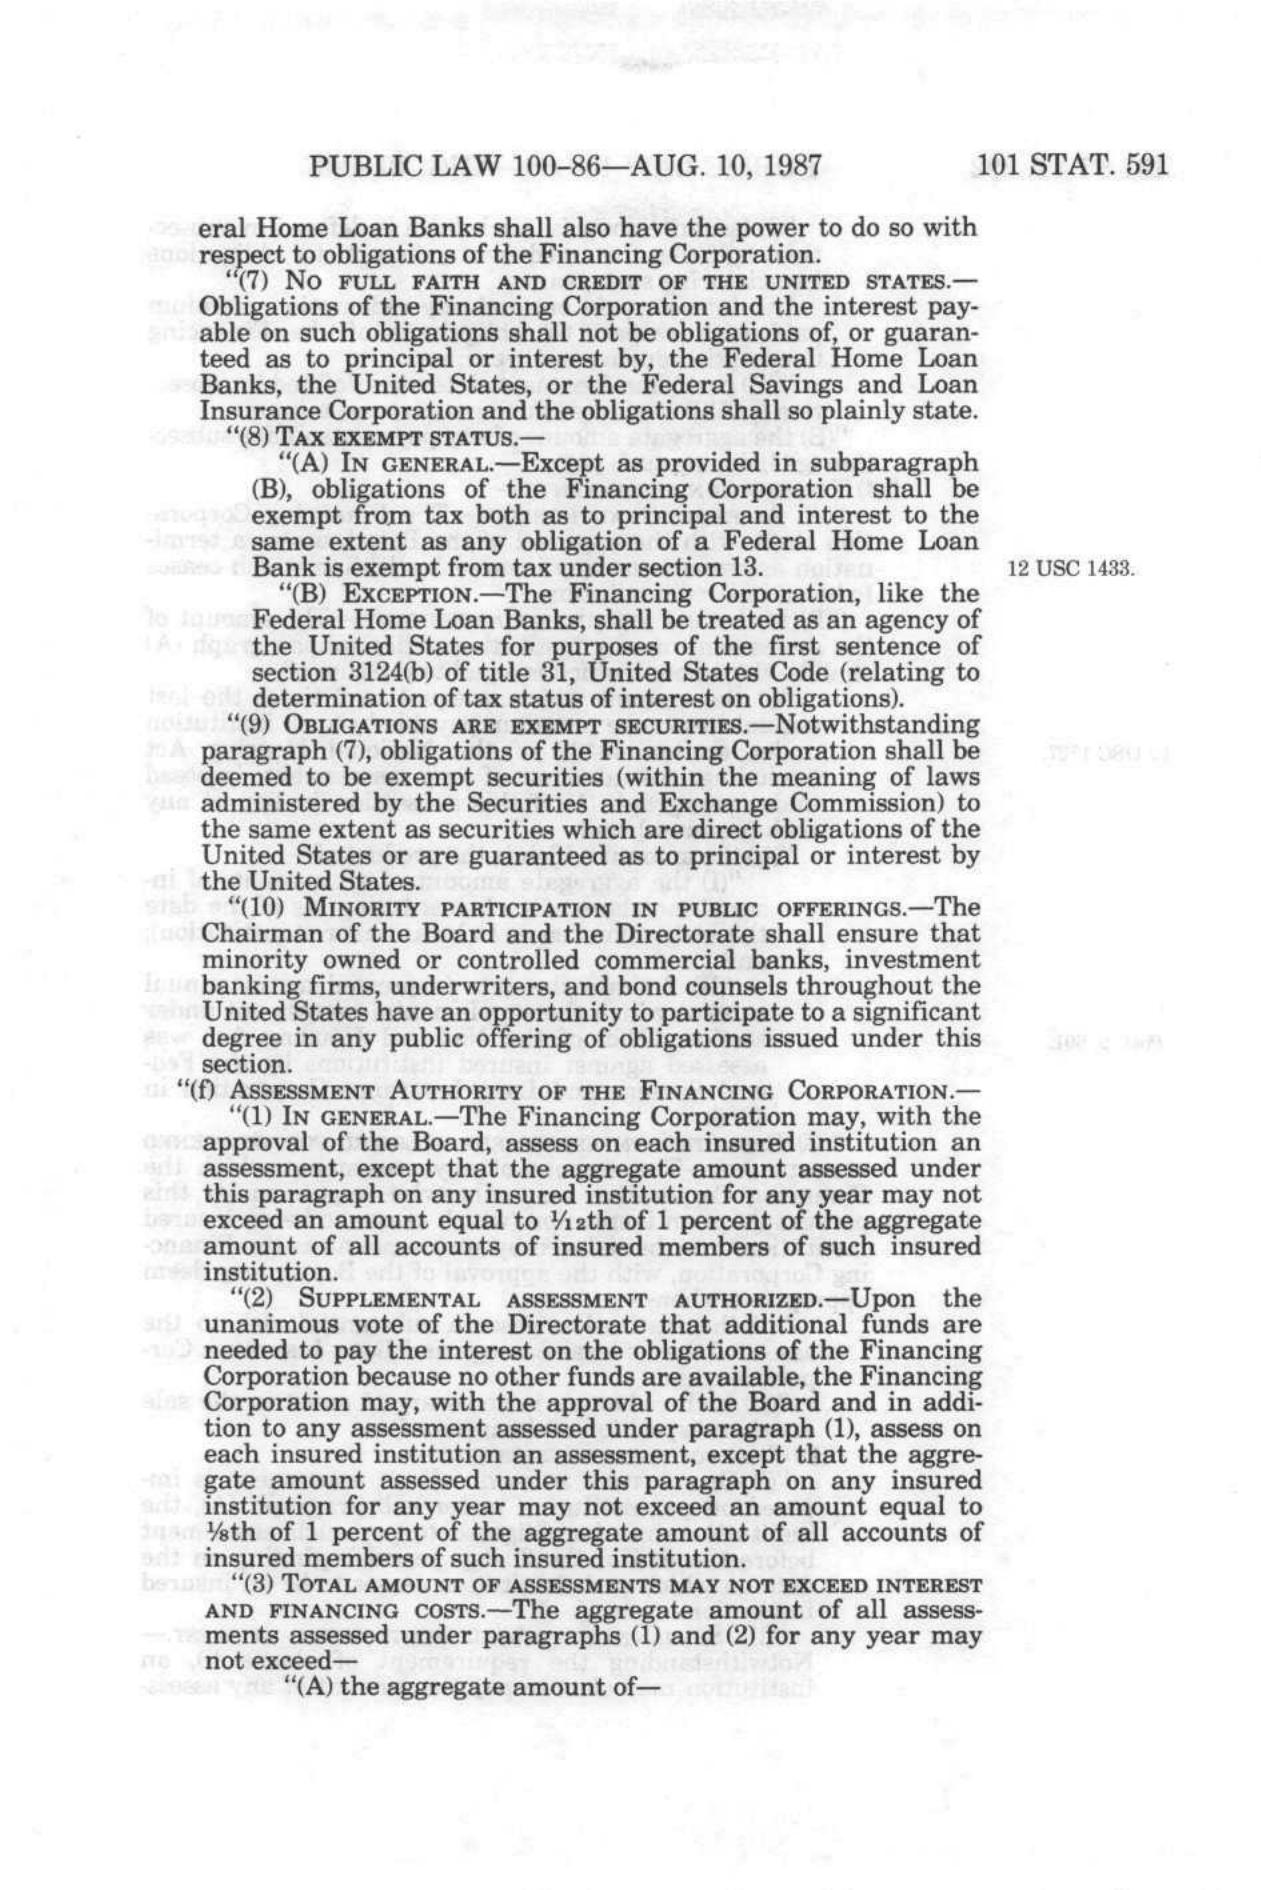 PUBLIC LAW 100–86—AUG. 10, 1987 101 STAT. 591
eral Home Loan Banks shall also have the power to do so with
respect to obligations of the Financing Corporation.
“(7) NO FULL FAITH AND CREDIT OF THE UNITED STATES.—
Obligations of the Financing Corporation and the interest pay-
able on such obligations shall not be obligations of, or guaran-
teed as to principal or interest by, the Federal Home Loan
Banks, the United States, or the Federal Savings and Loan
Insurance Corporation and the obligations shall so plainly state.
“(8) TAX EXEMPT STATUS.—
“(A) IN GENERAL.—Except as provided in subparagraph
(B), obligations of the Financing Corporation shall be
exempt from tax both as to principal and interest to the
same extent as any obligation of a Federal Home Loan
Bank is exempt from tax under section 13.
12 USC 1433.
“(B) EXCEPTION.—The Financing Corporation, like the
Federal Home Loan Banks, shall be treated as an agency of
the United States for purposes of the first sentence of
section 3124(b) of title 31, United States Code (relating to
determination of tax status of interest on obligations).
“(9) OBLIGATIONS ARE EXEMPT SECURITIES.—Notwithstanding
paragraph (7), obligations of the Financing Corporation shall be
deemed to be exempt securities (within the meaning of laws
administered by the Securities and Exchange Commission) to
the same extent as securities which are direct obligations of the
United States or are guaranteed as to principal or interest by
the United States.
“(10) MINORITY PARTICIPATION IN PUBLIC OFFERINGS.—The
Chairman of the Board and the Directorate shall ensure that
minority owned or controlled commercial banks, investment
banking firms, underwriters, and bond counsels throughout the
United States have an opportunity to participate to a significant
degree in any public offering of obligations issued under this
section.
“(f) ASSESSMENT AUTHORITY OF THE FINANCING CORPORATION.—
“(1) IN GENERAL.—The Financing Corporation may, with the
approval of the Board, assess on each insured institution an
assessment, except that the aggregate amount assessed under
this paragraph on any insured institution for any year may not
exceed an amount equal to 1⁄12th of 1 percent of the aggregate
amount of all accounts of insured members of such insured
institution.
“(2) SUPPLEMENTAL ASSESSMENT AUTHORIZED.—Upon the
unanimous vote of the Directorate that additional funds are
needed to pay the interest on the obligations of the Financing
Corporation because no other funds are available, the Financing
Corporation may, with the approval of the Board and in addi-
tion to any assessment assessed under paragraph (1), assess on
each insured institution an assessment, except that the aggre-
gate amount assessed under this paragraph on any insured
institution for any year may not exceed an amount equal to
⅛th of 1 percent of the aggregate amount of all accounts of
insured members of such insured institution.
“(3) TOTAL AMOUNT OF ASSESSMENTS MAY NOT EXCEED INTEREST
AND FINANCING COSTS.—The aggregate amount of all assess-
ments assessed under paragraphs (1) and (2) for any year may
not exceed—
“(A) the aggregate amount of—